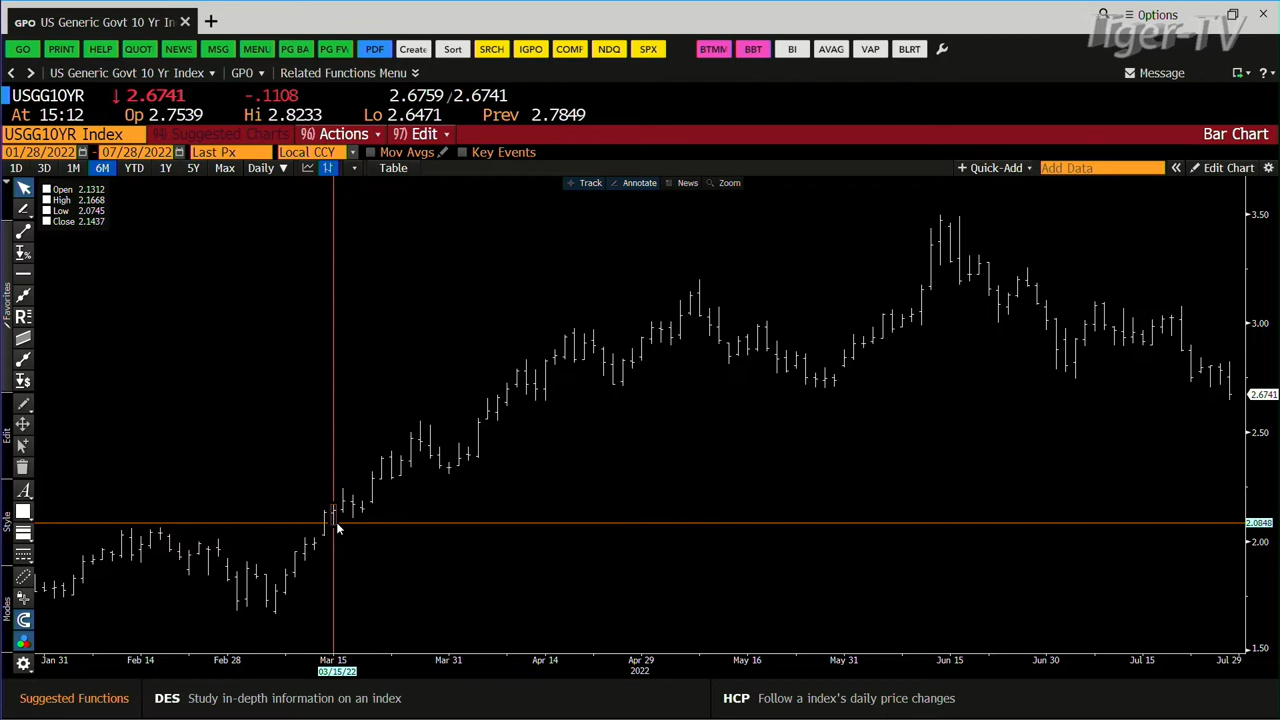 GPO US Generic Govt 10 Yr In
Options
Tiger-TV
GO PRINT HELP QUOT NEWS MSG MENU PG BA PG FW PDF Create Sort SRCH IGPO COMF NDQ SPX BTMM BBT BI AVAG VAP BLRT
US Generic Govt 10 Yr Index GPO Related Functions Menu Message ?
USGG10YR ↓ 2.6741 -.1108 2.6759/2.6741
At 15:12 Op 2.7539 Hi 2.8233 Lo 2.6471 Prev 2.7849
USGG10YR Index 94) Suggested Charts 96) Actions 97) Edit Bar Chart
01/28/2022 - 07/28/2022 Last Px Local CCY Mov Avgs Key Events
1D 3D 1M 6M YTD 1Y 5Y Max Daily Table + Quick-Add Add Data « Edit Chart
Track Annotate News Zoom
Open 2.1312
High 2.1668
Low 2.0745
Close 2.1437
Favorites
Edit
Style
Modes
3.50
3.00
2.6741
2.50
2.0848
2.00
1.50
Jan 31 Feb 14 Feb 28 Mar 15 Mar 31 Apr 14 Apr 29 May 16 May 31 Jun 15 Jun 30 Jul 15 Jul 29
03/15/22 2022
Suggested Functions DES Study in-depth information on an index HCP Follow a index's daily price changes